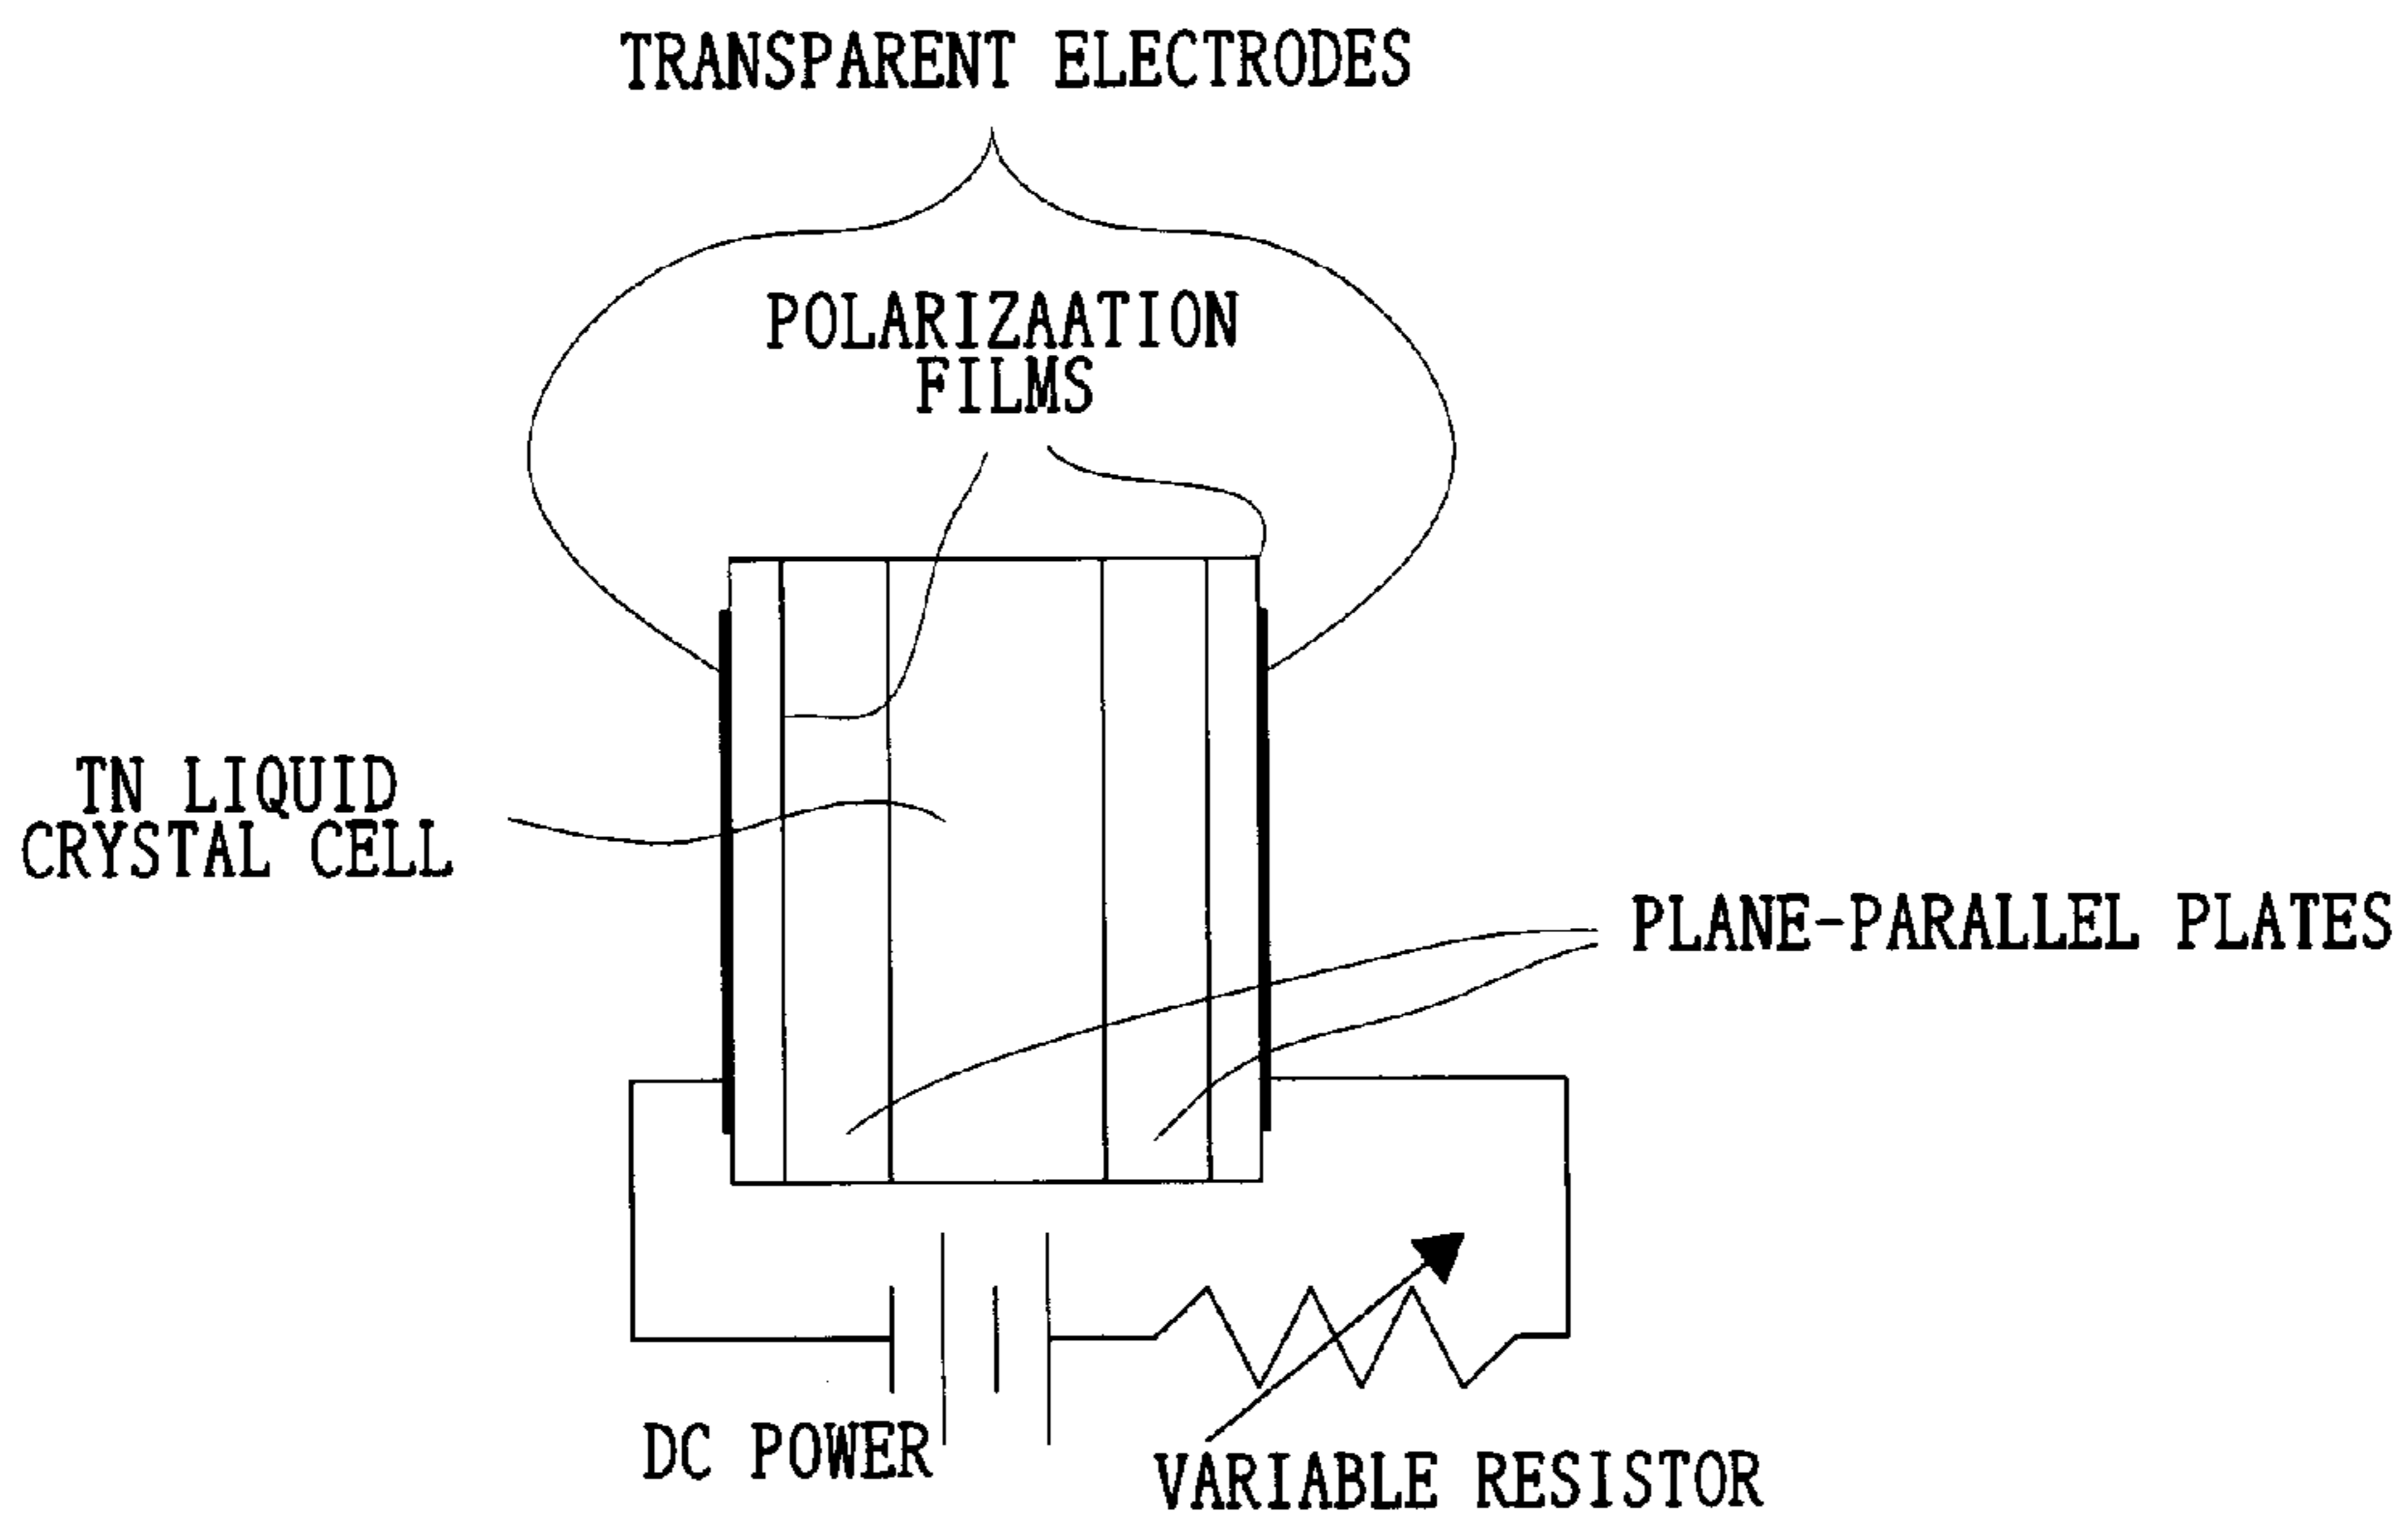 TRANSPARENT ELECTRODES
POLARIZAATION
FILMS
TN LIQUID
CRYSTAL CELL
PLANE-PARALLEL PLATES
DC POWER
VARIABLE RESISTOR